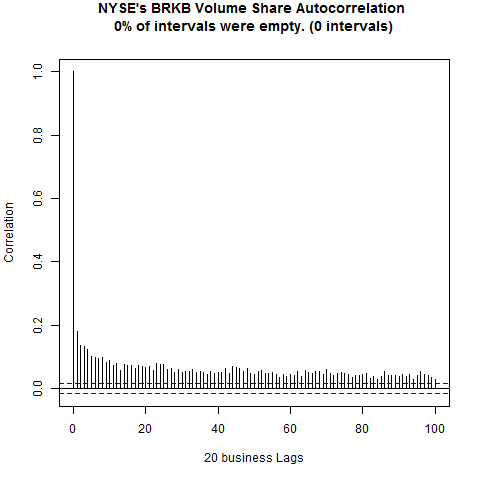 NYSE's BRKB Volume Share Autocorrelation
0% of intervals were empty. (0 intervals)
Correlation
1.0
0.8
0.6
0.4
0.2
0.0
0 20 40 60 80 100
20 business Lags